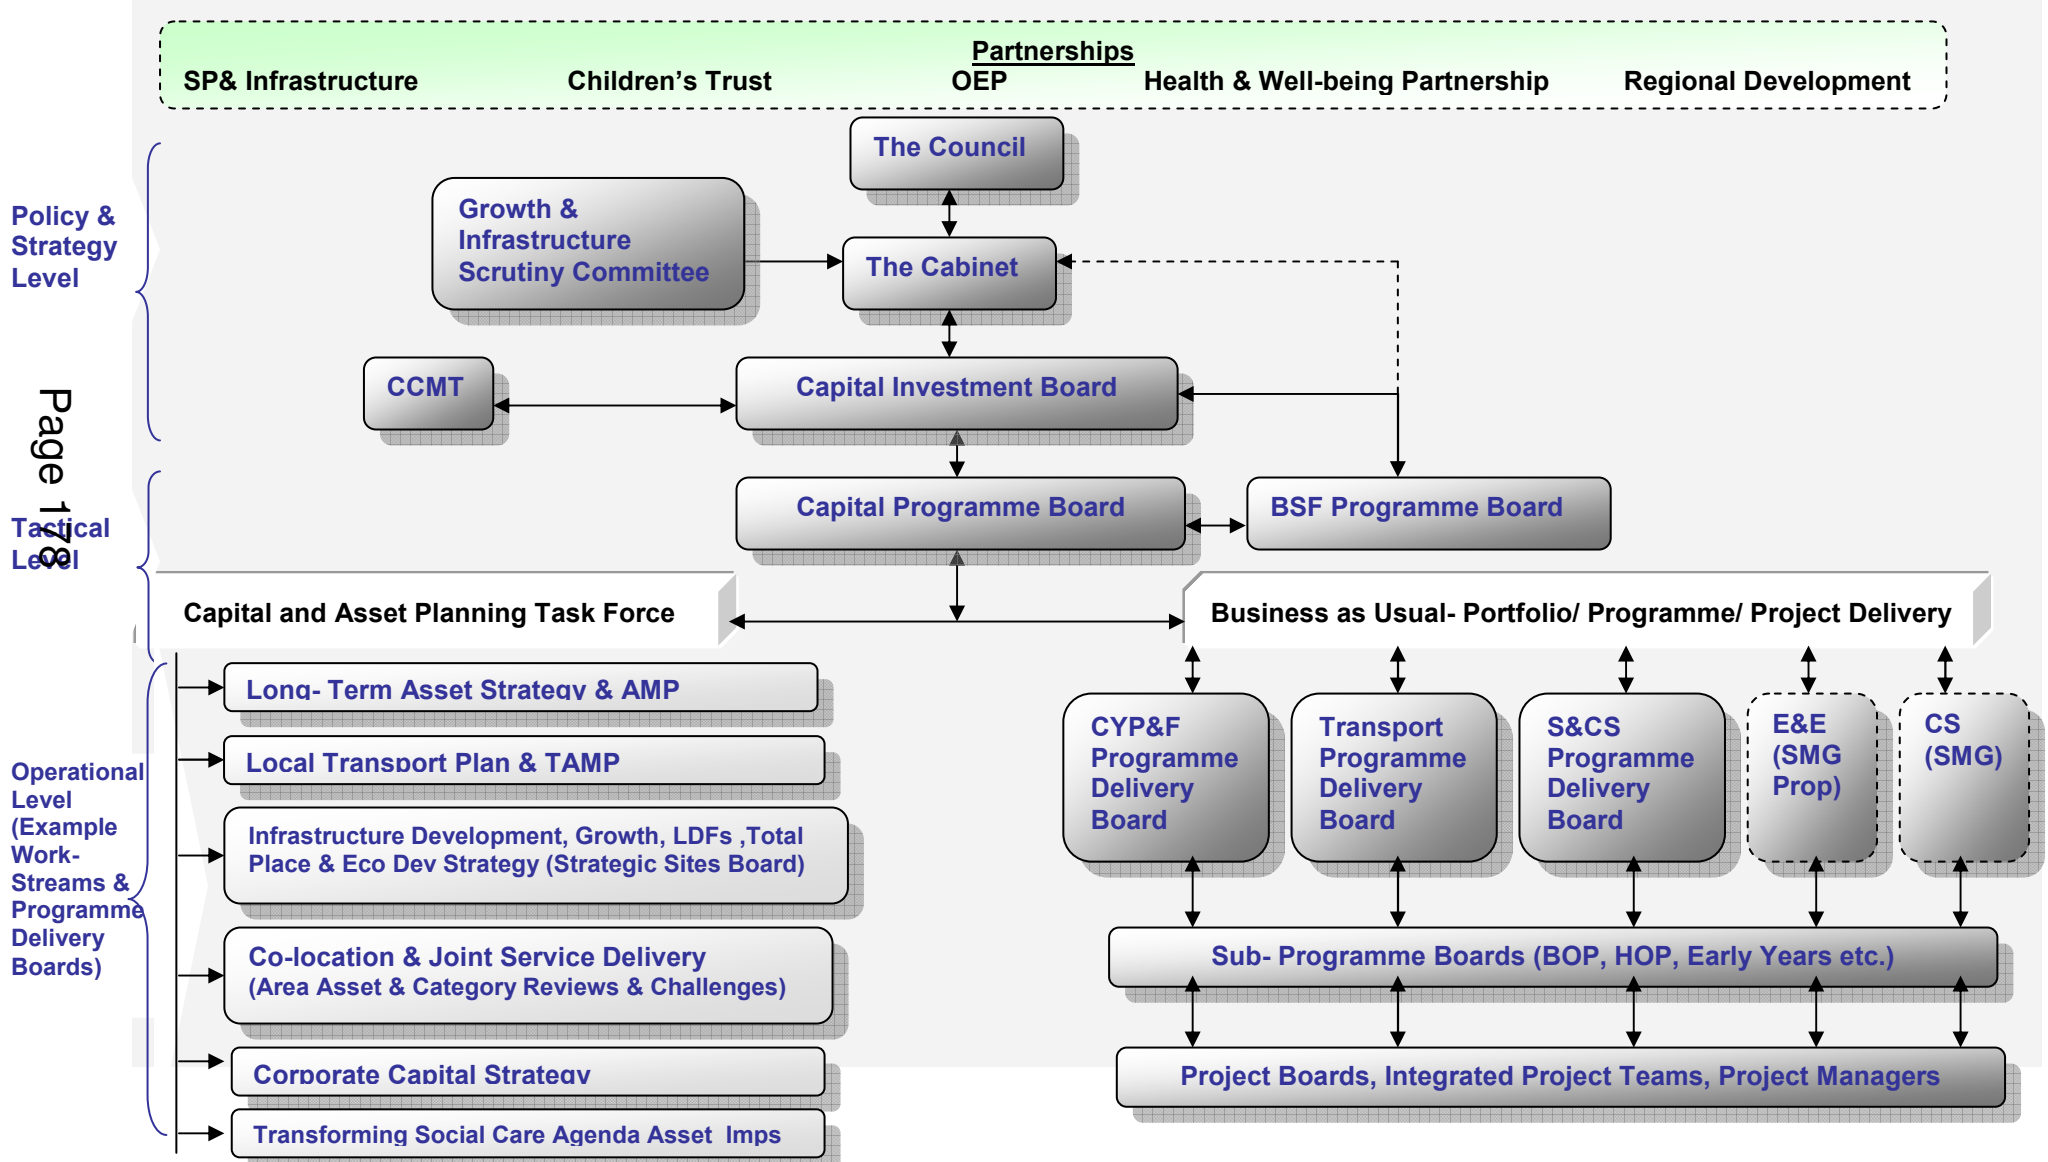 Partnerships
SP& Infrastructure Children's Trust OEP Health & Well-being Partnership Regional Development
The Council
Policy &
Strategy
Level
Growth &
Infrastructure
Scrutiny Committee
The Cabinet
CCMT
Capital Investment Board
Page 178
Tactical
Level
Capital Programme Board
BSF Programme Board
Capital and Asset Planning Task Force
Business as Usual- Portfolio/ Programme/ Project Delivery
Operational
Level
(Example
Work-
Streams &
Programme
Delivery
Boards)
Long- Term Asset Strategy & AMP
Local Transport Plan & TAMP
Infrastructure Development, Growth, LDFs ,Total
Place & Eco Dev Strategy (Strategic Sites Board)
Co-location & Joint Service Delivery
(Area Asset & Category Reviews & Challenges)
Corporate Capital Strategy
Transforming Social Care Agenda Asset Imps
CYP&F
Programme
Delivery
Board
Transport
Programme
Delivery
Board
S&CS
Programme
Delivery
Board
E&E
(SMG
Prop)
CS
(SMG)
Sub- Programme Boards (BOP, HOP, Early Years etc.)
Project Boards, Integrated Project Teams, Project Managers